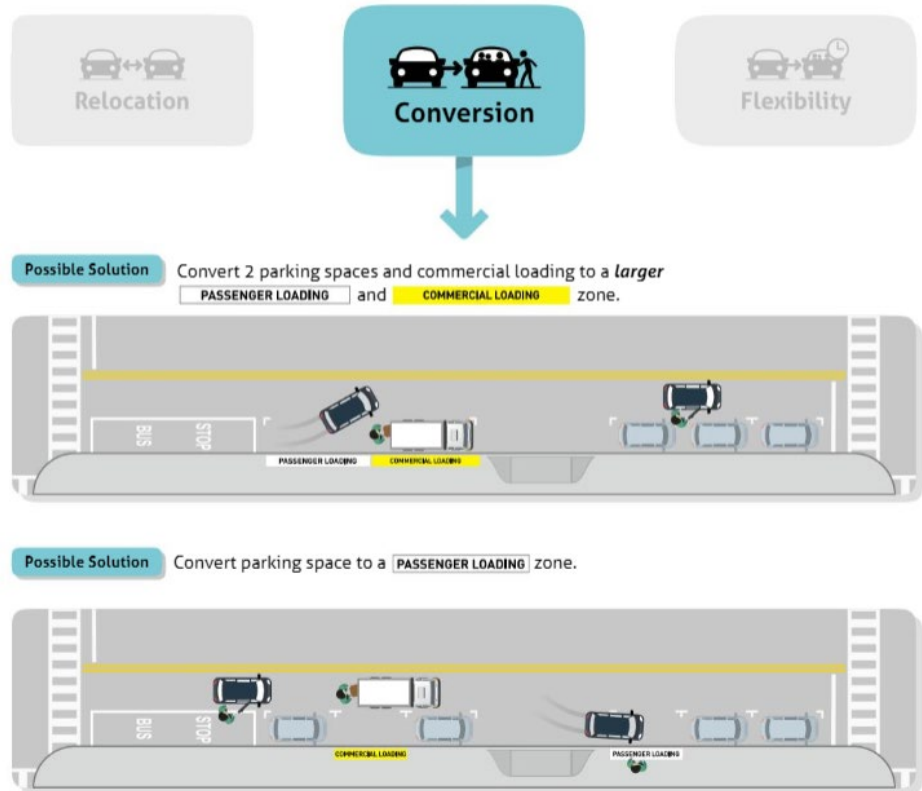 Relocation
Conversion
Flexibility
Possible Solution
Convert 2 parking spaces and commercial loading to a larger
PASSENGER LOADING and COMMERCIAL LOADING zone.
BUS STOP
PASSENGER LOADING COMMERCIAL LOADING
Possible Solution
Convert parking space to a PASSENGER LOADING zone.
BUS STOP
COMMERCIAL LOADING
PASSENGER LOADING